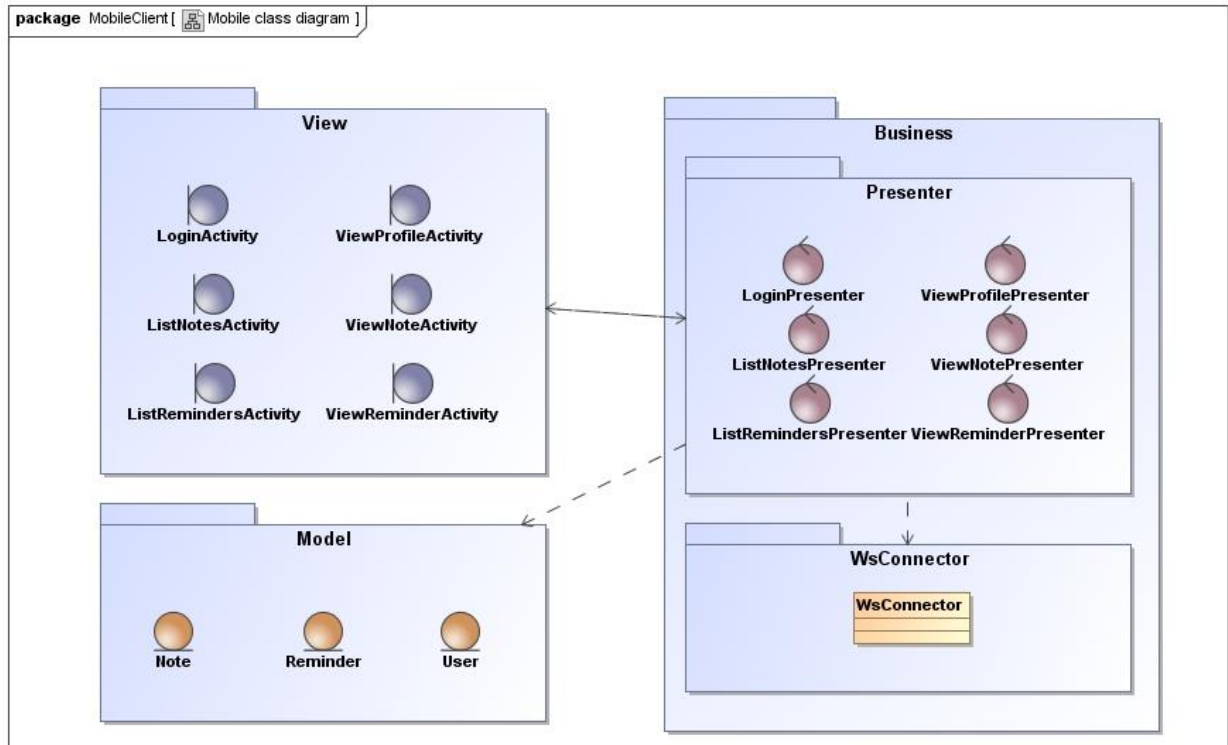 package MobileClient [ Mobile class diagram ]
View
LoginActivity ViewProfileActivity
ListNotesActivity ViewNoteActivity
ListRemindersActivity ViewReminderActivity
Business
Presenter
LoginPresenter ViewProfilePresenter
ListNotesPresenter ViewNotePresenter
ListRemindersPresenter ViewReminderPresenter
Model
Note Reminder User
WsConnector
WsConnector